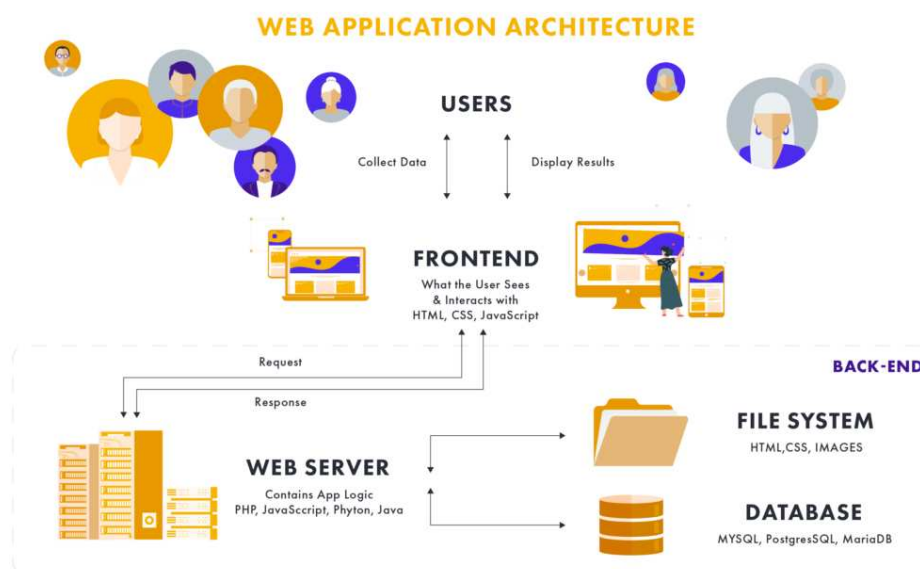 WEB APPLICATION ARCHITECTURE
USERS
Collect Data
Display Results
FRONTEND
What the User Sees
& Interacts with
HTML, CSS, JavaScript
Request
Response
BACK-END
WEB SERVER
Contains App Logic
PHP, JavaSccript, Phyton, Java
FILE SYSTEM
HTML,CSS, IMAGES
DATABASE
MYSQL, PostgresSQL, MariaDB